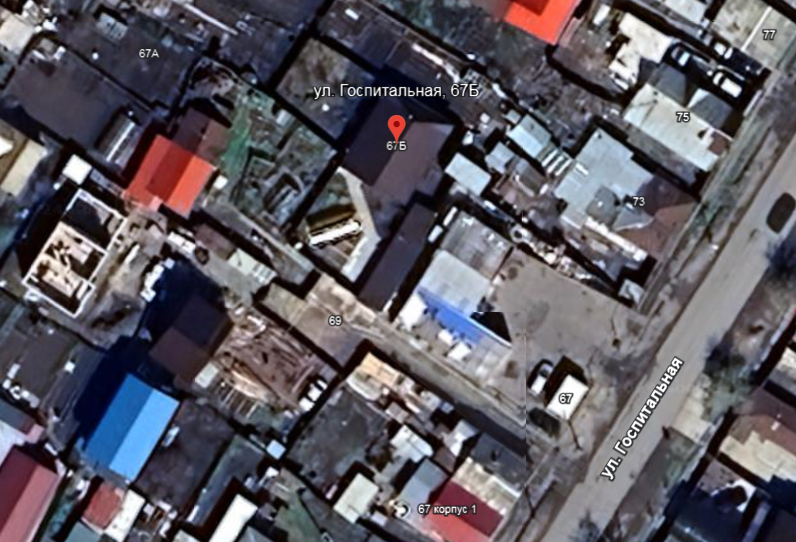 77
67А
ул. Госпитальная, 67Б
75
67Б
73
69
67
ул. Госпитальная
67 корпус 1